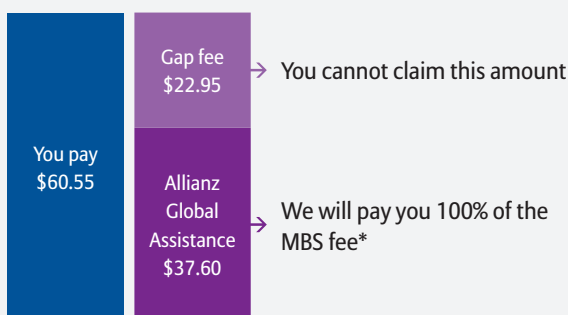 Gap fee
$22.95
You cannot claim this amount
You pay
$60.55
Allianz
Global
Assistance
$37.60
We will pay you 100% of the
MBS fee*